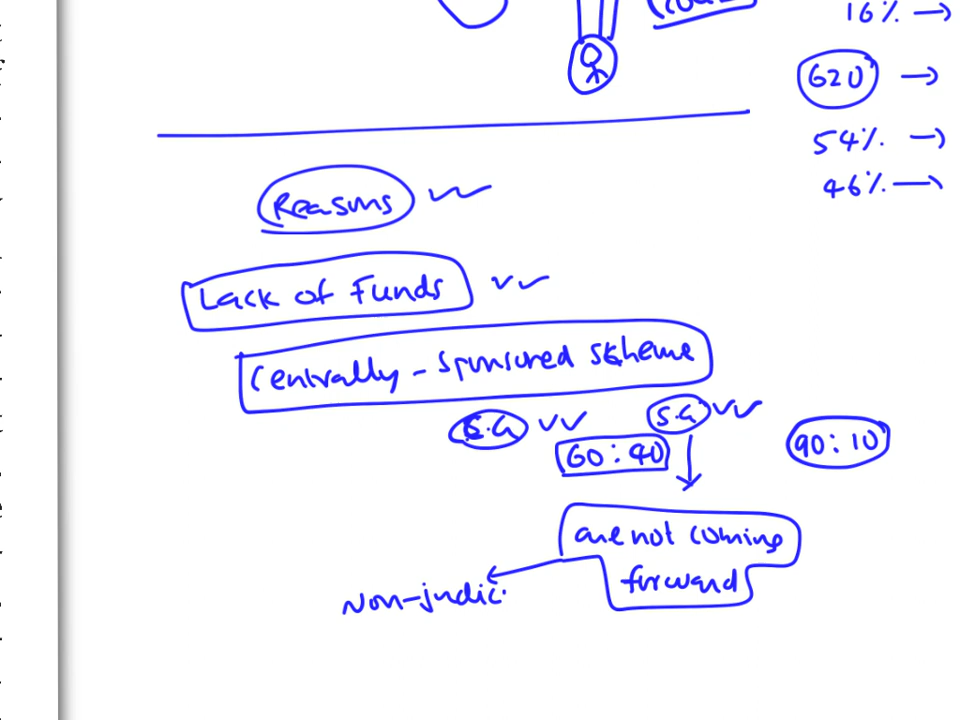 16% →
620 →
54% →
46% →
Reasons
Lack of Funds
Centrally - Sponsored Scheme
S.G
60 : 40
90 : 10
are not coming
forward
Non-judic